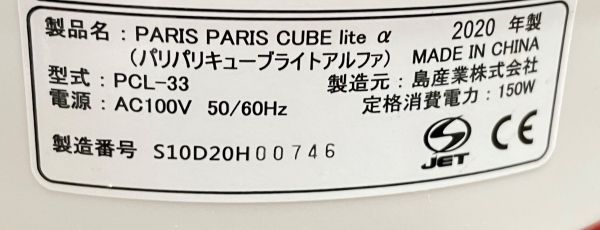 製品名：PARIS PARIS CUBE lite α 2020 年製
（パリパリキューブライトアルファ） MADE IN CHINA
型式：PCL-33 製造元：島産業株式会社
電源：AC100V 50/60Hz 定格消費電力：150W
製造番号 S10D20H00746
S JET CE